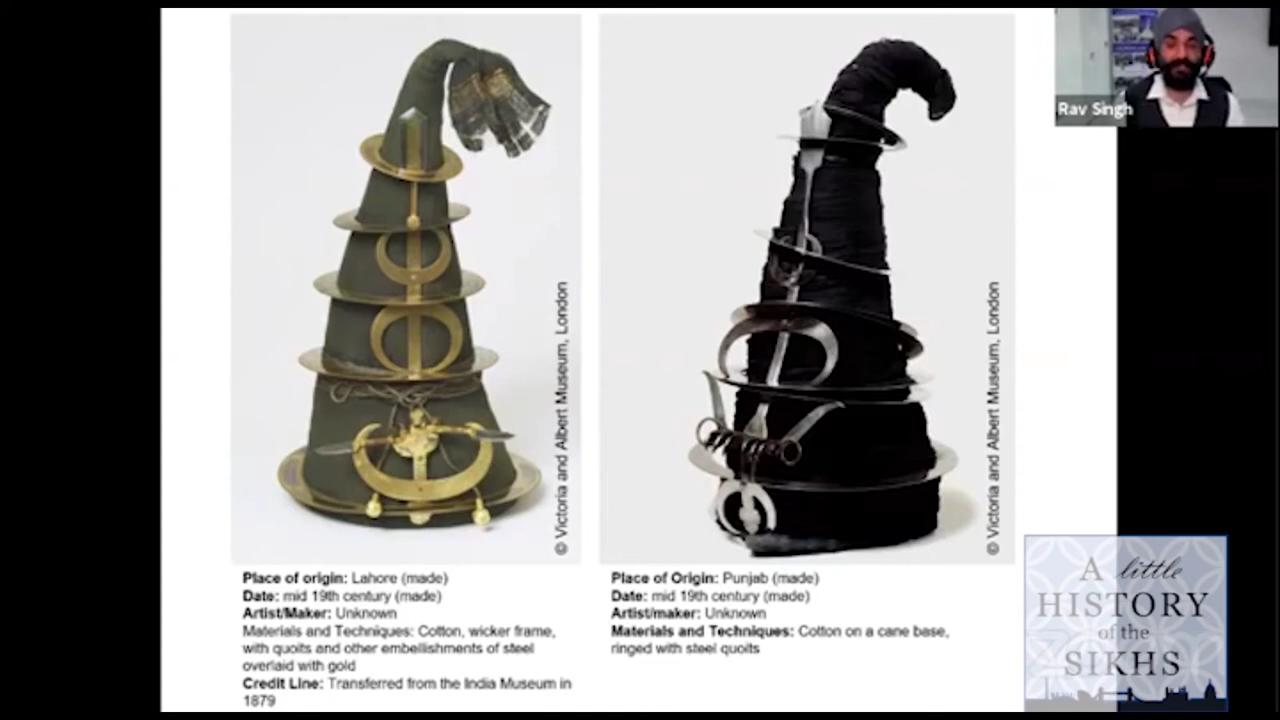 Rav Singh
© Victoria and Albert Museum, London
© Victoria and Albert Museum, London
Place of origin: Lahore (made)
Date: mid 19th century (made)
Artist/Maker: Unknown
Materials and Techniques: Cotton, wicker frame,
with quoits and other embellishments of steel
overlaid with gold
Credit Line: Transferred from the India Museum in
1879
Place of Origin: Punjab (made)
Date: mid 19th century (made)
Artist/maker: Unknown
Materials and Techniques: Cotton on a cane base,
ringed with steel quoits
A little
HISTORY
of the
SIKHS